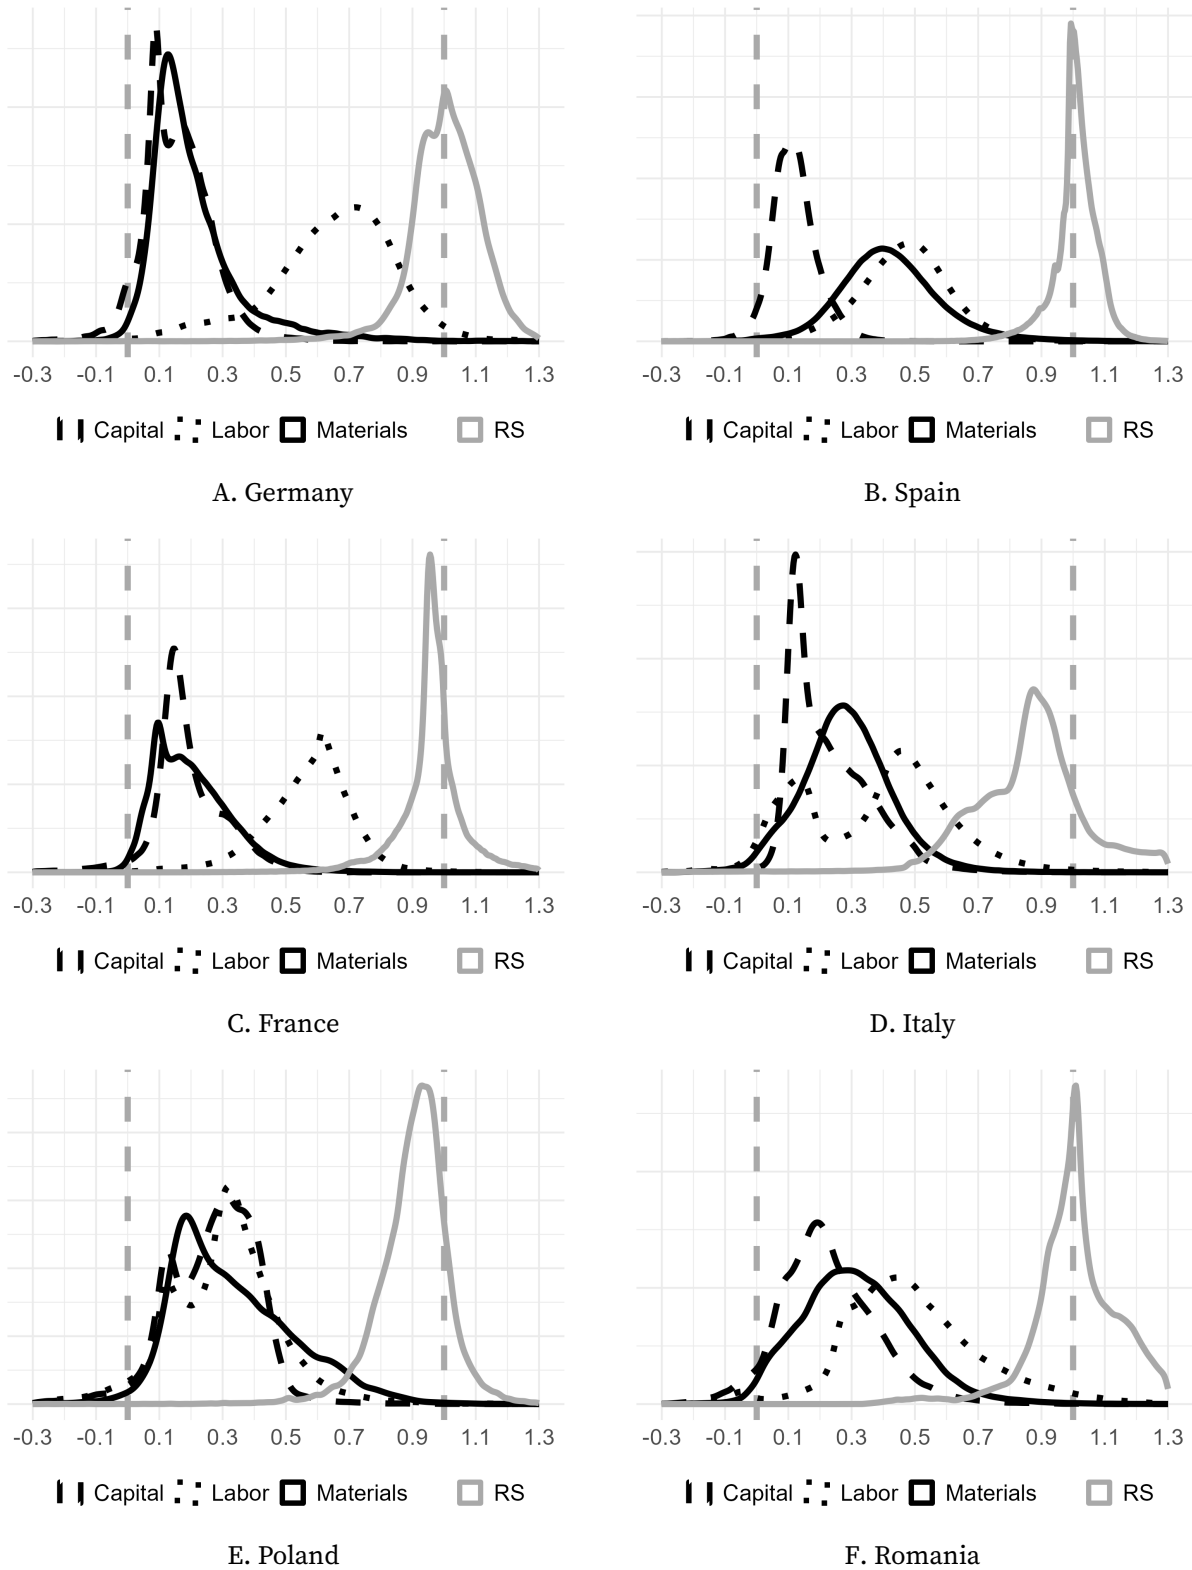 -0.3 -0.1 0.1 0.3 0.5 0.7 0.9 1.1 1.3
-0.3 -0.1 0.1 0.3 0.5 0.7 0.9 1.1 1.3
Capital Labor Materials RS
Capital Labor Materials RS
A. Germany
B. Spain
-0.3 -0.1 0.1 0.3 0.5 0.7 0.9 1.1 1.3
-0.3 -0.1 0.1 0.3 0.5 0.7 0.9 1.1 1.3
Capital Labor Materials RS
Capital Labor Materials RS
C. France
D. Italy
-0.3 -0.1 0.1 0.3 0.5 0.7 0.9 1.1 1.3
-0.3 -0.1 0.1 0.3 0.5 0.7 0.9 1.1 1.3
Capital Labor Materials RS
Capital Labor Materials RS
E. Poland
F. Romania